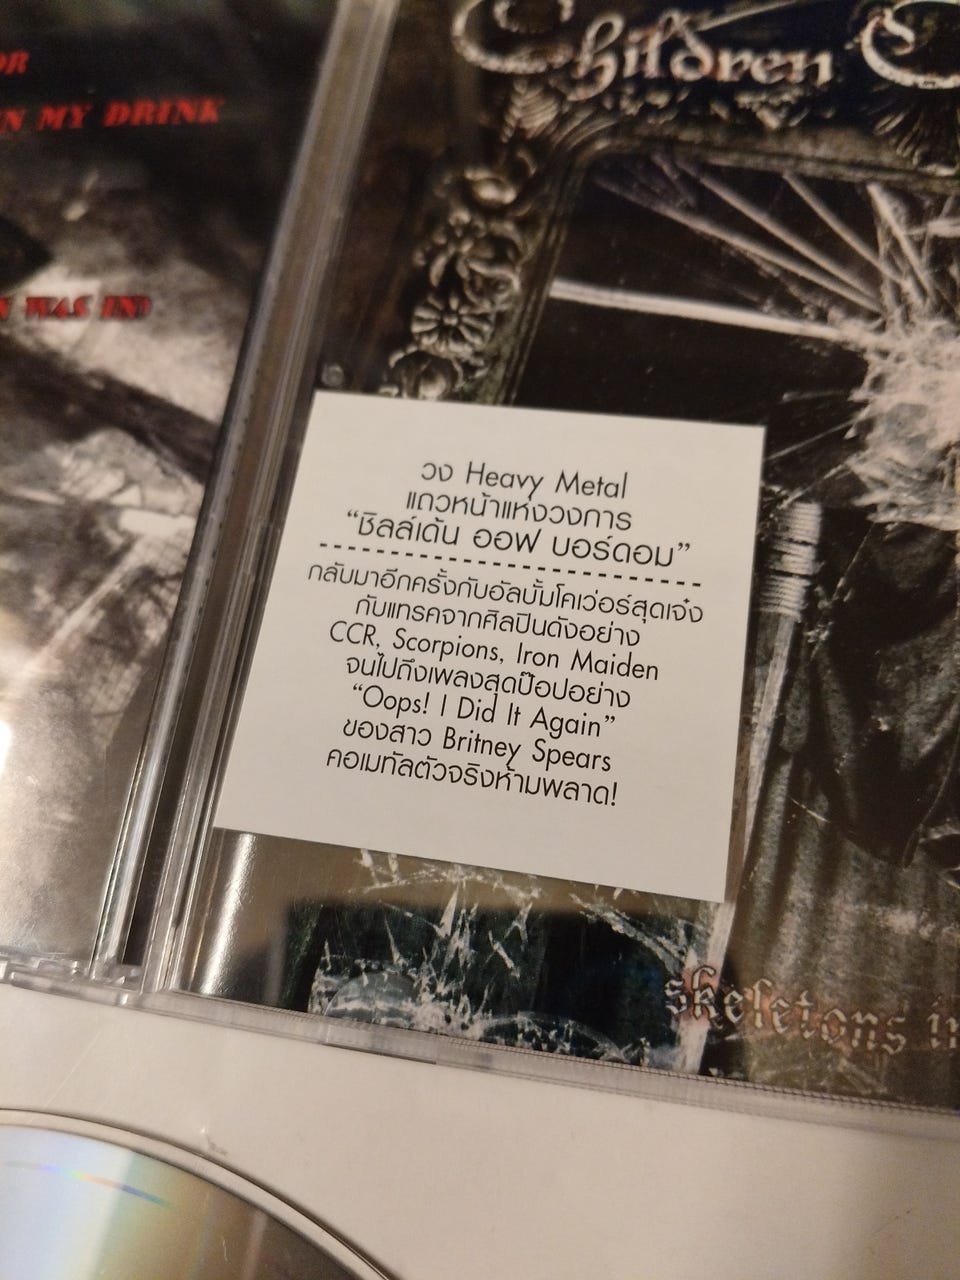 OR
N MY DRINK
N WAS IN)
Children
วง Heavy Metal
แถวหน้าแห่งวงการ
“ชิลล์เด้น ออฟ บอร์ดอม”
กลับมาอีกครั้งกับอัลบั้มโคเว่อร์สุดเจ๋ง
กับแทรคจากศิลปินดังอย่าง
CCR, Scorpions, Iron Maiden
จนไปถึงเพลงสุดป๊อปอย่าง
“Oops! I Did It Again”
ของสาว Britney Spears
คอเมทัลตัวจริงห้ามพลาด!
skeletons in